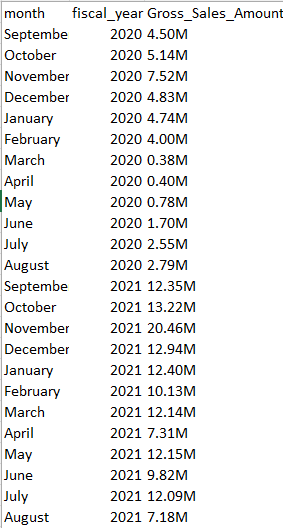 month fiscal_year Gross_Sales_Amount
Septembe 2020 4.50M
October 2020 5.14M
November 2020 7.52M
December 2020 4.83M
January 2020 4.74M
February 2020 4.00M
March 2020 0.38M
April 2020 0.40M
May 2020 0.78M
June 2020 1.70M
July 2020 2.55M
August 2020 2.79M
Septembe 2021 12.35M
October 2021 13.22M
November 2021 20.46M
December 2021 12.94M
January 2021 12.40M
February 2021 10.13M
March 2021 12.14M
April 2021 7.31M
May 2021 12.15M
June 2021 9.82M
July 2021 12.09M
August 2021 7.18M